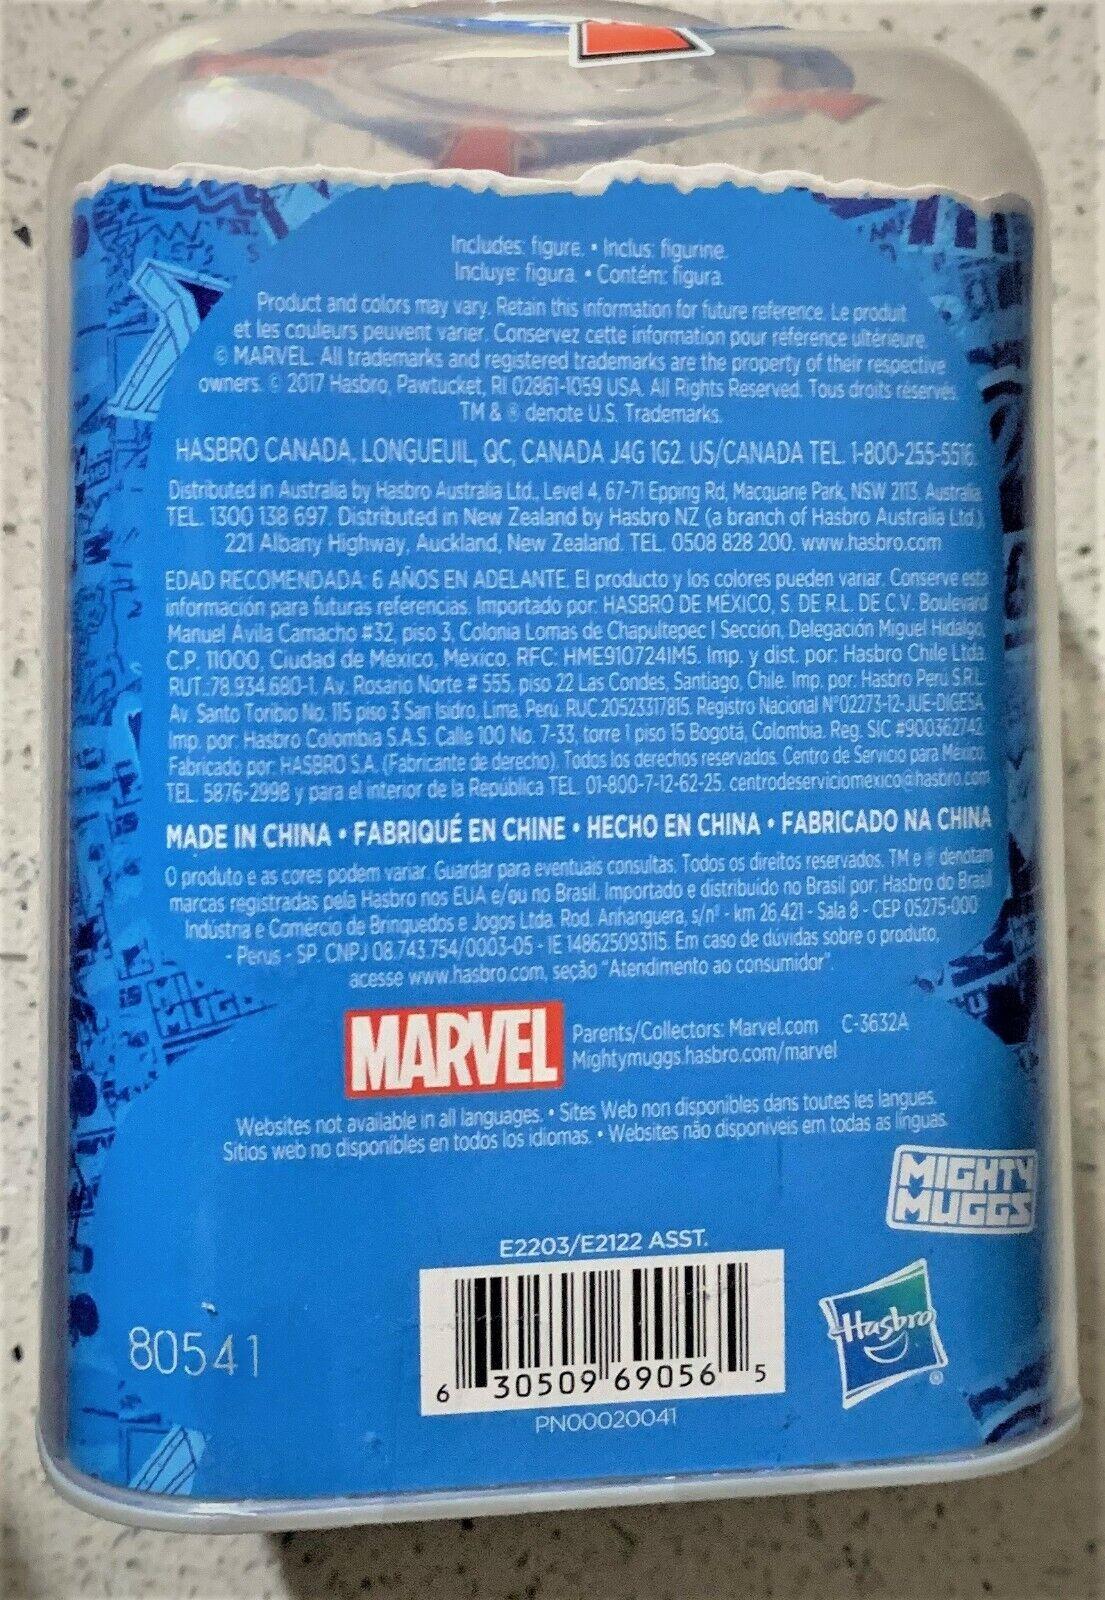 Includes: figure. • Inclus: figurine.
Incluye: figura. • Contém: figura.
Product and colors may vary. Retain this information for future reference. Le produit
et les couleurs peuvent varier. Conservez cette information pour référence ultérieure.
© MARVEL. All trademarks and registered trademarks are the property of their respective
owners. © 2017 Hasbro, Pawtucket, RI 02861-1059 USA. All Rights Reserved. Tous droits réservés.
TM & ® denote U.S. Trademarks.
HASBRO CANADA, LONGUEUIL, QC, CANADA J4G 1G2. US/CANADA TEL. 1-800-255-5516.
Distributed in Australia by Hasbro Australia Ltd., Level 4, 67-71 Epping Rd, Macquarie Park, NSW 2113, Australia
TEL. 1300 138 697. Distributed in New Zealand by Hasbro NZ (a branch of Hasbro Australia Ltd.),
221 Albany Highway, Auckland, New Zealand. TEL. 0508 828 200. www.hasbro.com
EDAD RECOMENDADA: 6 AÑOS EN ADELANTE. El producto y los colores pueden variar. Conserve esta
información para futuras referencias. Importado por: HASBRO DE MÉXICO, S. DE R.L. DE C.V. Boulevard
Manuel Ávila Camacho #32, piso 3, Colonia Lomas de Chapultepec I Sección, Delegación Miguel Hidalgo,
C.P. 11000, Ciudad de México, México. RFC: HME9107241M5. Imp. y dist. por: Hasbro Chile Ltda.
RUT.:78.934.680-1. Av. Rosario Norte # 555, piso 22 Las Condes, Santiago, Chile. Imp. por: Hasbro Perú S.R.L.
Av. Santo Toribio No. 115 piso 3 San Isidro, Lima, Perú. RUC 20523317815. Registro Nacional N°02273-12-JUE-DIGESA
Imp. por: Hasbro Colombia S.A.S. Calle 100 No. 7-33, torre 1 piso 15 Bogotá, Colombia. Reg. SIC #900362742
Fabricado por: HASBRO S.A. (Fabricante de derecho). Todos los derechos reservados. Centro de Servicio para México
TEL. 5876-2998 y para el interior de la República TEL. 01-800-7-12-62-25. centrodeserviciomexico@hasbro.com
MADE IN CHINA • FABRIQUÉ EN CHINE • HECHO EN CHINA • FABRICADO NA CHINA
O produto e as cores podem variar. Guardar para eventuais consultas. Todos os direitos reservados. TM e ® denotam
marcas registradas pela Hasbro nos EUA e/ou no Brasil. Importado e distribuído no Brasil por: Hasbro do Brasil
Indústria e Comércio de Brinquedos e Jogos Ltda. Rod. Anhanguera, s/nº - km 26,421 - Sala 8 - CEP 05275-000
- Perus - SP. CNPJ 08.743.754/0003-05 - IE 148625093115. Em caso de dúvidas sobre o produto,
acesse www.hasbro.com, seção "Atendimento ao consumidor".
MARVEL
Parents/Collectors: Marvel.com C-3632A
Mightymuggs.hasbro.com/marvel
Websites not available in all languages. • Sites Web non disponibles dans toutes les langues.
Sitios web no disponibles en todos los idiomas. • Websites não disponíveis em todas as línguas.
MIGHTY
MUGGS
E2203/E2122 ASST.
Hasbro®
80541
6 30509 69056 5
PN00020041